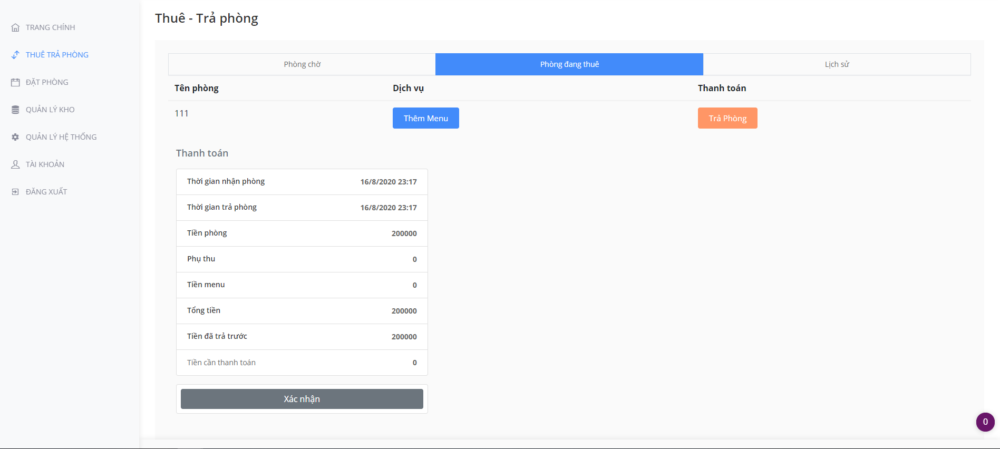 TRANG CHÍNH
THUÊ TRẢ PHÒNG
ĐẶT PHÒNG
QUẢN LÝ KHO
QUẢN LÝ HỆ THỐNG
TÀI KHOẢN
ĐĂNG XUẤT
Thuê - Trả phòng
Phòng chờ Phòng đang thuê Lịch sử
Tên phòng Dịch vụ Thanh toán
111 Thêm Menu Trả Phòng
Thanh toán
Thời gian nhận phòng 16/8/2020 23:17
Thời gian trả phòng 16/8/2020 23:17
Tiền phòng 200000
Phụ thu 0
Tiền menu 0
Tổng tiền 200000
Tiền đã trả trước 200000
Tiền cần thanh toán 0
Xác nhận
0